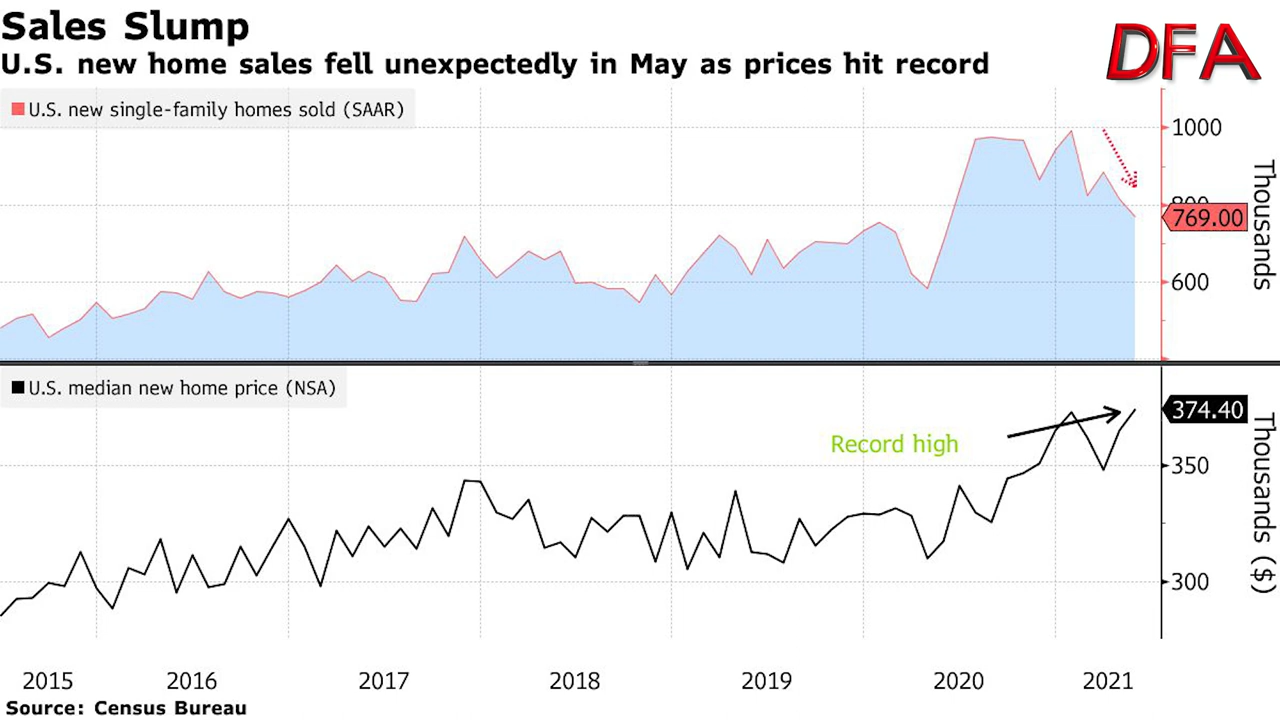 Sales Slump
DFA
U.S. new home sales fell unexpectedly in May as prices hit record
U.S. new single-family homes sold (SAAR)
1000
800
769.00
600
Thousands
U.S. median new home price (NSA)
374.40
Record high
350
300
Thousands ($)
2015 2016 2017 2018 2019 2020 2021
Source: Census Bureau